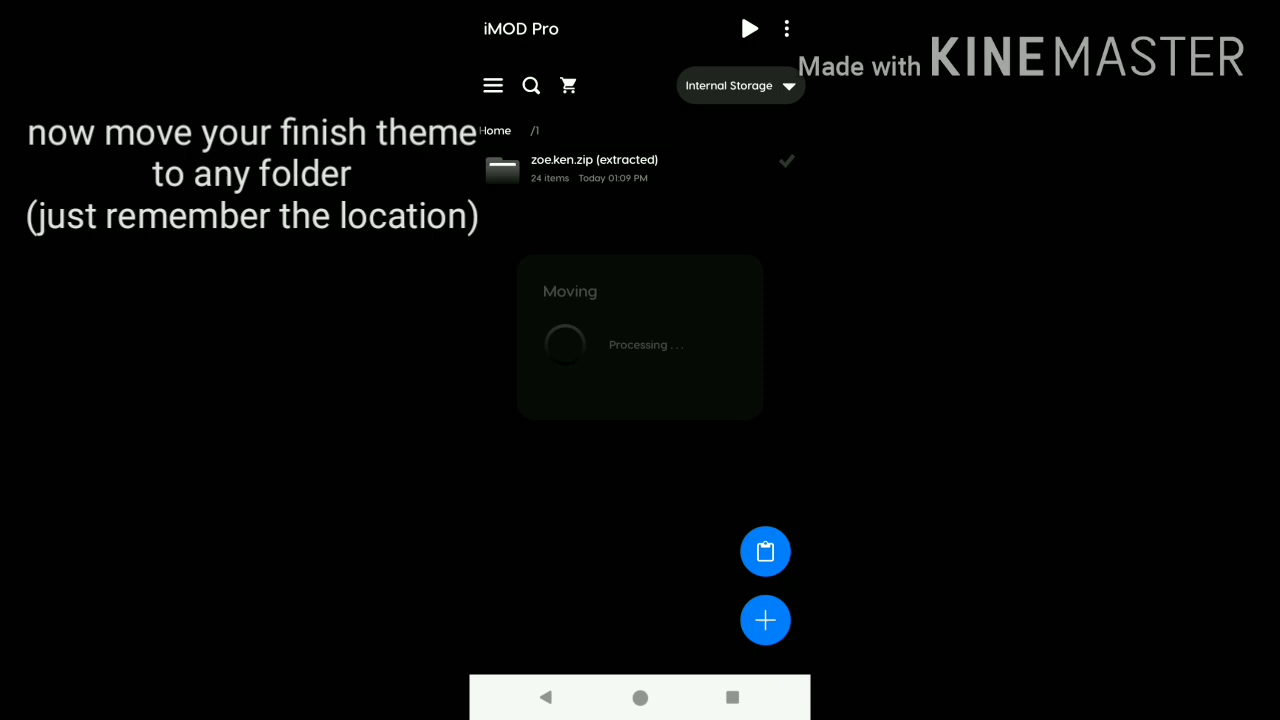 iMOD Pro
Made with KINEMASTER
Internal Storage
now move your finish theme
to any folder
(just remember the location)
Home /1
zoe.ken.zip (extracted)
24 items Today 01:09 PM
Moving
Processing . . .